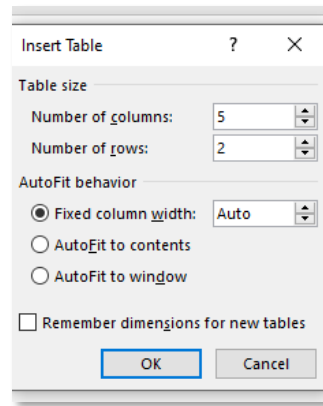 Insert Table ?
Table size
Number of columns: 5
Number of rows: 2
AutoFit behavior
Fixed column width: Auto
AutoFit to contents
AutoFit to window
Remember dimensions for new tables
OK Cancel